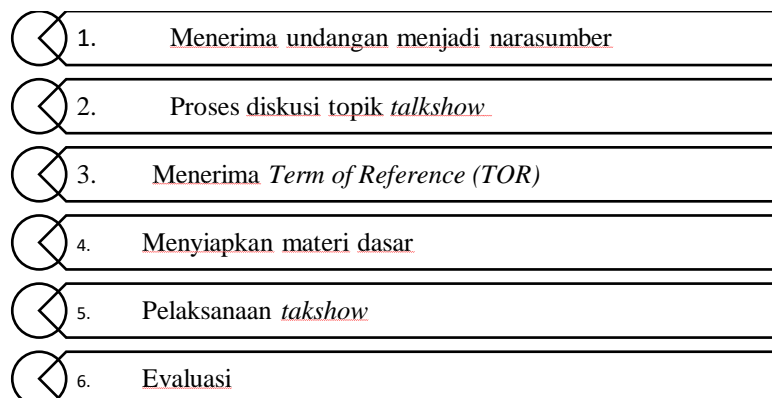 1. Menerima undangan menjadi narasumber
2. Proses diskusi topik talkshow
3. Menerima Term of Reference (TOR)
4. Menyiapkan materi dasar
5. Pelaksanaan takshow
6. Evaluasi